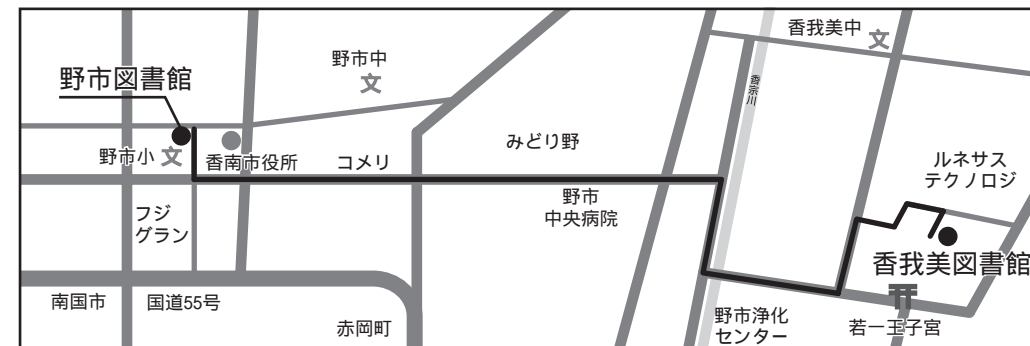 香我美中
文
野市中
文
野市図書館
香宗川
みどり野
野市小
文
香南市役所
コメリ
ルネサス
テクノロジ
野市
中央病院
フジ
グラン
香我美図書館
南国市
国道55号
赤岡町
野市浄化
センター
若一王子宮